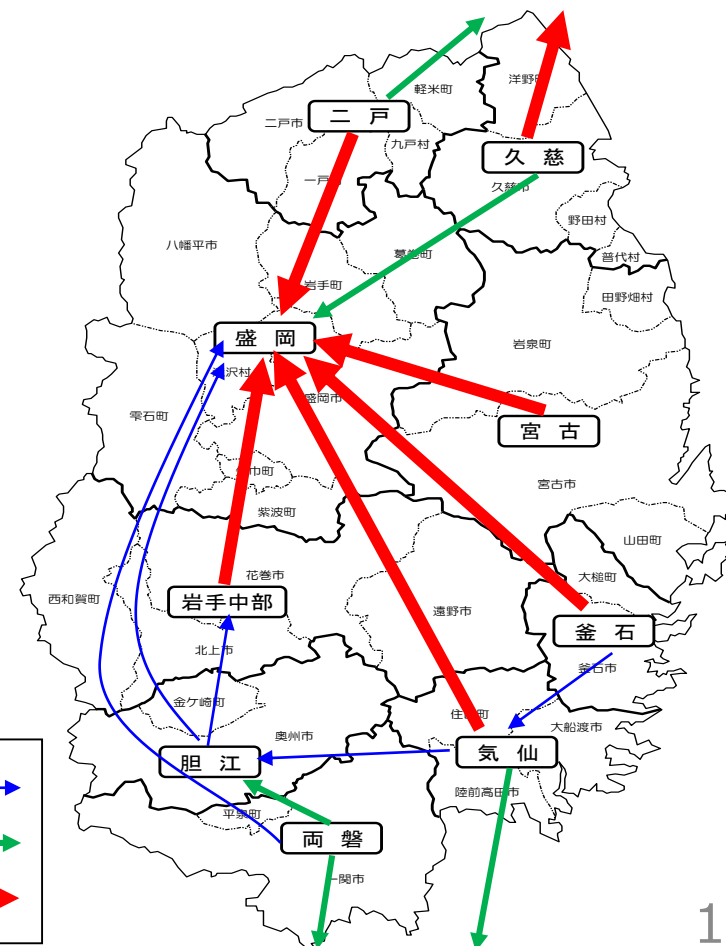 洋野町
軽米町
二戸
二戸市
九戸村
久慈
一戸町
久慈市
野田村
八幡平市
葛巻町
普代村
岩手町
田野畑村
盛岡
岩泉町
沢村
盛岡市
雫石町
宮古
巾町
宮古市
紫波町
山田町
花巻市
大槌町
西和賀町
岩手中部
遠野市
釜石
北上市
釜石市
金ケ崎町
住田町
大船渡市
奥州市
気仙
胆江
陸前高田市
平泉町
両磐
一関市
1